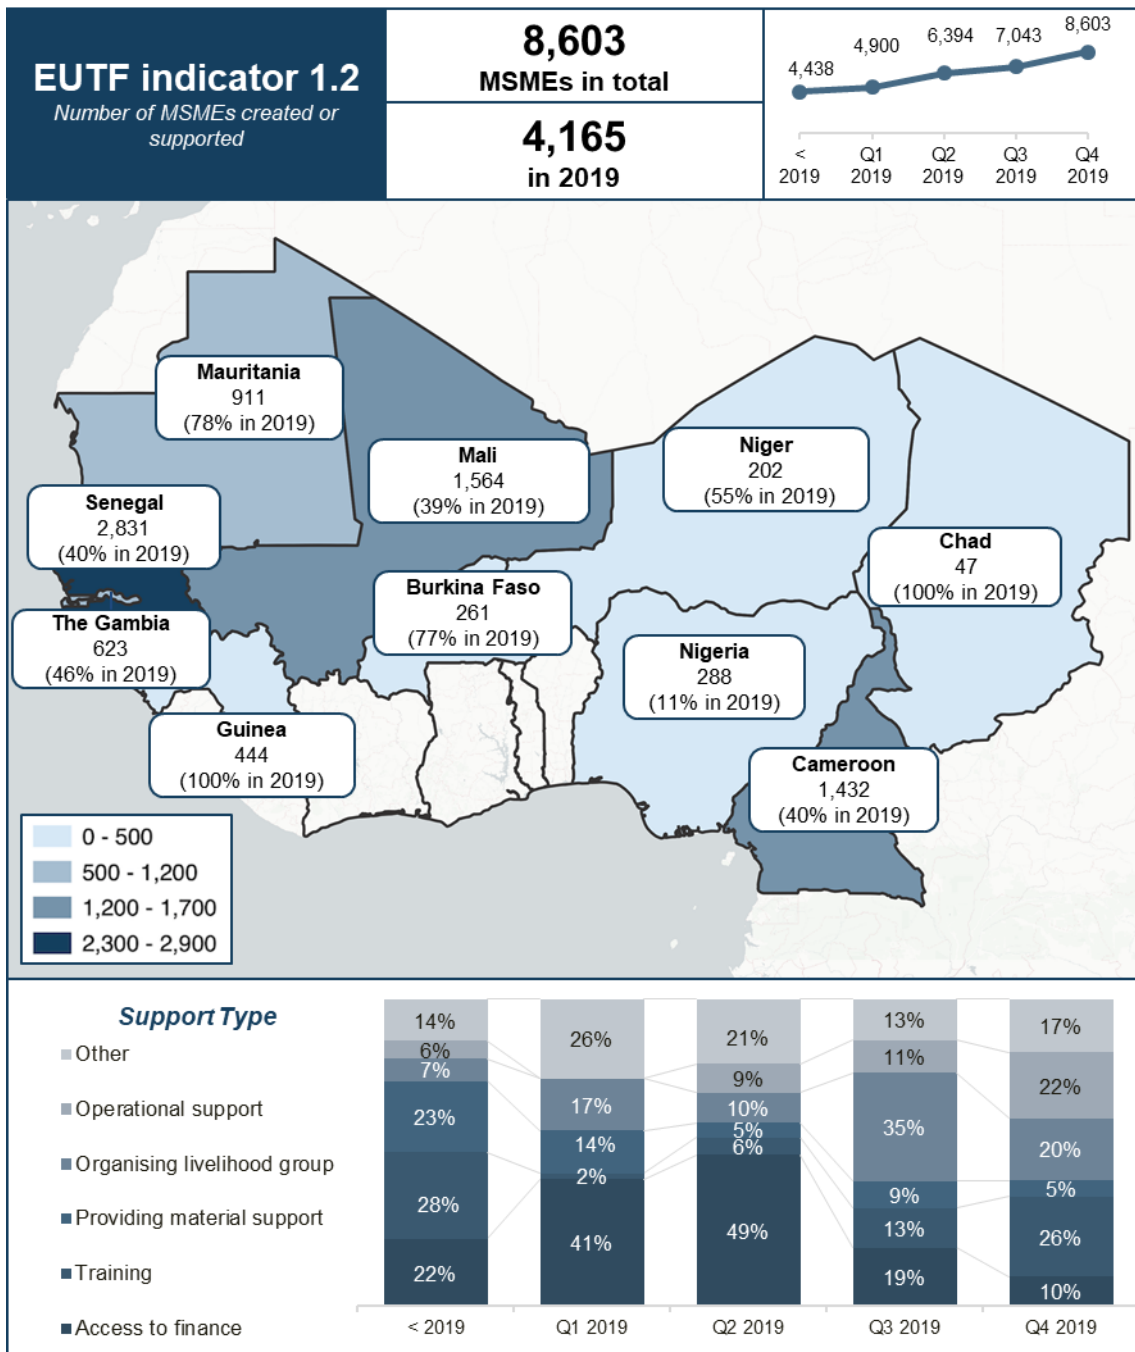 EUTF indicator 1.2
Number of MSMEs created or
supported
8,603
MSMEs in total
4,165
in 2019
4,438
4,900
6,394
7,043
8,603
<
2019
Q1
2019
Q2
2019
Q3
2019
Q4
2019
Mauritania
911
(78% in 2019)
Mali
1,564
(39% in 2019)
Niger
202
(55% in 2019)
Senegal
2,831
(40% in 2019)
Chad
47
(100% in 2019)
Burkina Faso
261
(77% in 2019)
The Gambia
623
(46% in 2019)
Nigeria
288
(11% in 2019)
Guinea
444
(100% in 2019)
Cameroon
1,432
(40% in 2019)
0 - 500
500 - 1,200
1,200 - 1,700
2,300 - 2,900
Support Type
Other
Operational support
Organising livelihood group
Providing material support
Training
Access to finance
14%
6%
7%
23%
28%
22%
26%
17%
14%
2%
41%
21%
9%
10%
5%
6%
49%
13%
11%
35%
9%
13%
19%
17%
22%
20%
5%
26%
10%
< 2019
Q1 2019
Q2 2019
Q3 2019
Q4 2019